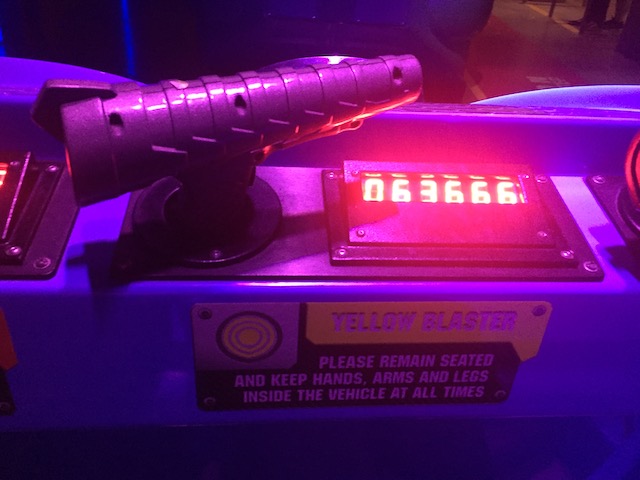 063666
YELLOW BLASTER
PLEASE REMAIN SEATED
AND KEEP HANDS, ARMS AND LEGS
INSIDE THE VEHICLE AT ALL TIMES